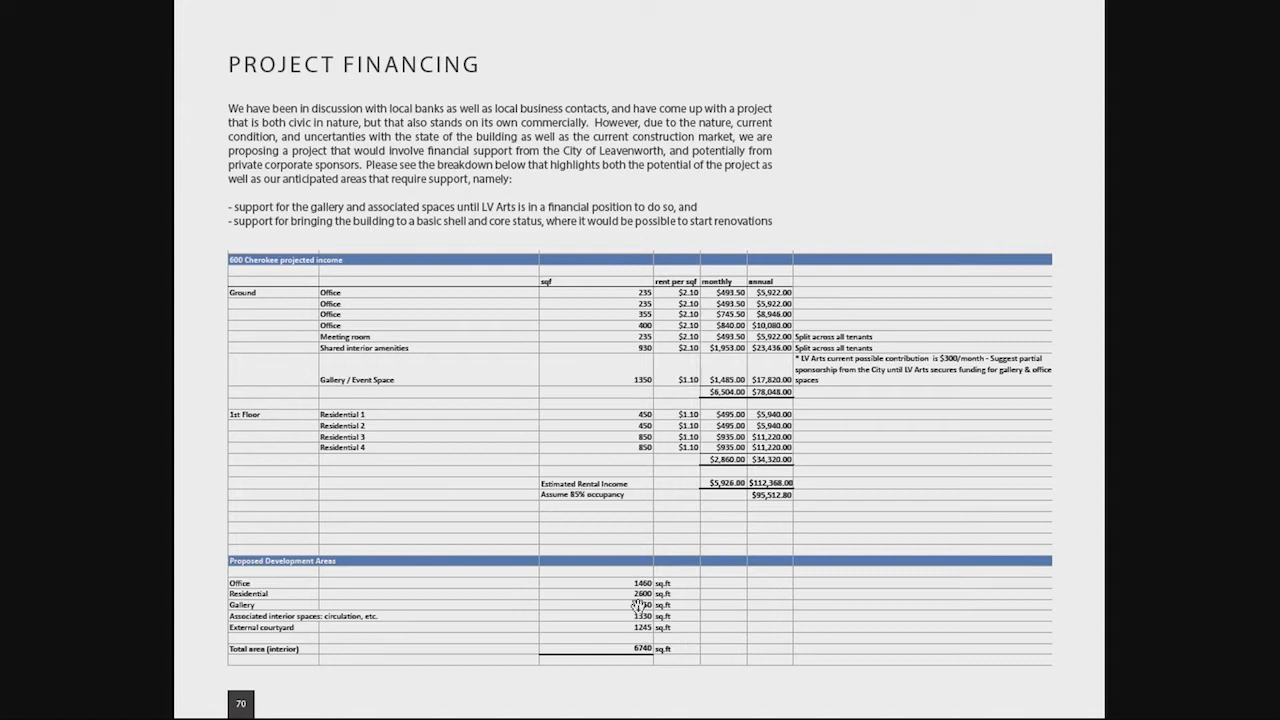 PROJECT FINANCING
We have been in discussion with local banks as well as local business contacts, and have come up with a project
that is both civic in nature, but that also stands on its own commercially. However, due to the nature, current
condition, and uncertanties with the state of the building as well as the current construction market, we are
proposing a project that would involve financial support from the City of Leavenworth, and potentially from
private corporate sponsors. Please see the breakdown below that highlights both the potential of the project as
well as our anticipated areas that require support, namely:
- support for the gallery and associated spaces until LV Arts is in a financial position to do so, and
- support for bringing the building to a basic shell and core status, where it would be possible to start renovations
600 Cherokee projected income
sqf rent per sqf monthly annual
Ground Office 235 $2.10 $493.50 $5,922.00
Office 235 $2.10 $493.50 $5,922.00
Office 355 $2.10 $745.50 $8,946.00
Office 400 $2.10 $840.00 $10,080.00
Meeting room 235 $2.10 $493.50 $5,922.00 Split across all tenants
Shared interior amenities 930 $2.10 $1,953.00 $23,436.00 Split across all tenants
* LV Arts current possible contribution is $300/month - Suggest partial
sponsorship from the City until LV Arts secures funding for gallery & office
Gallery / Event Space 1350 $1.10 $1,485.00 $17,820.00 spaces
$6,504.00 $78,048.00
1st Floor Residential 1 450 $1.10 $495.00 $5,940.00
Residential 2 450 $1.10 $495.00 $5,940.00
Residential 3 850 $1.10 $935.00 $11,220.00
Residential 4 850 $1.10 $935.00 $11,220.00
$2,860.00 $34,320.00
Estimated Rental Income $5,926.00 $112,368.00
Assume 85% occupancy $95,512.80
Proposed Development Areas
Office 1460 sq.ft
Residential 2600 sq.ft
Gallery sq.ft
Associated interior spaces: circulation, etc. 1330 sq.ft
External courtyard 1245 sq.ft
Total area (interior) 6740 sq.ft
70